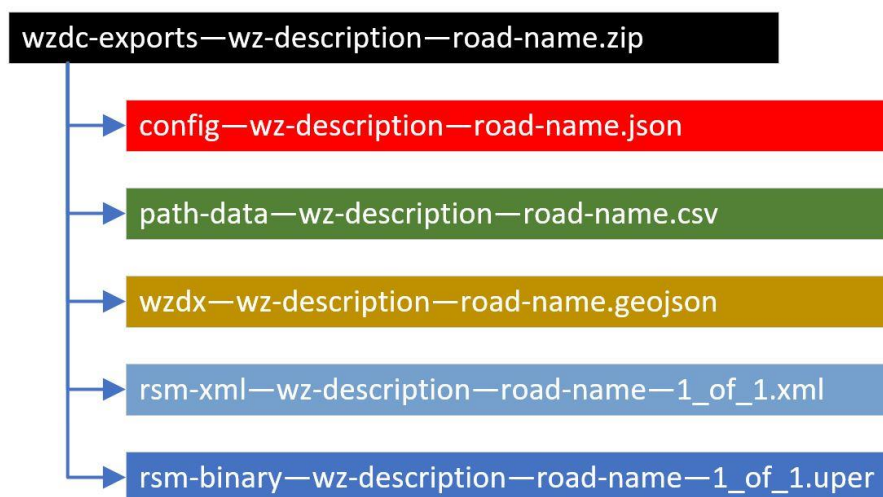 wzdc-exports—wz-description—road-name.zip
config—wz-description—road-name.json
path-data—wz-description—road-name.csv
wzdx—wz-description—road-name.geojson
rsm-xml—wz-description—road-name—1_of_1.xml
rsm-binary—wz-description—road-name—1_of_1.uper